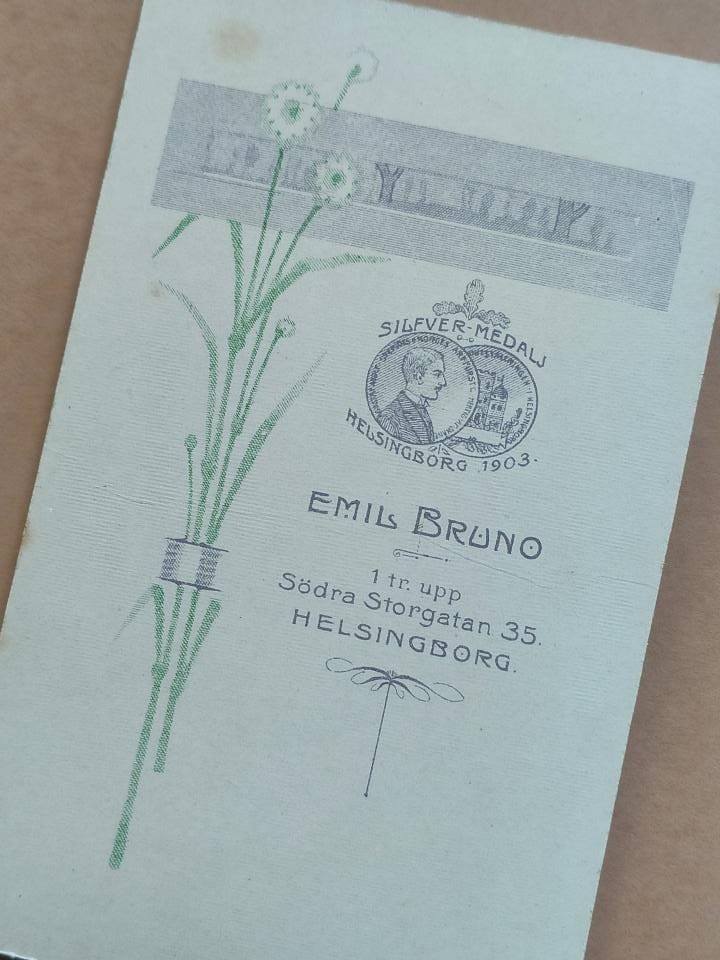 SILFVER-MEDALJ
HELSINGBORG 1903.
EMIL BRUNO
1 tr. upp
Södra Storgatan 35.
HELSINGBORG.